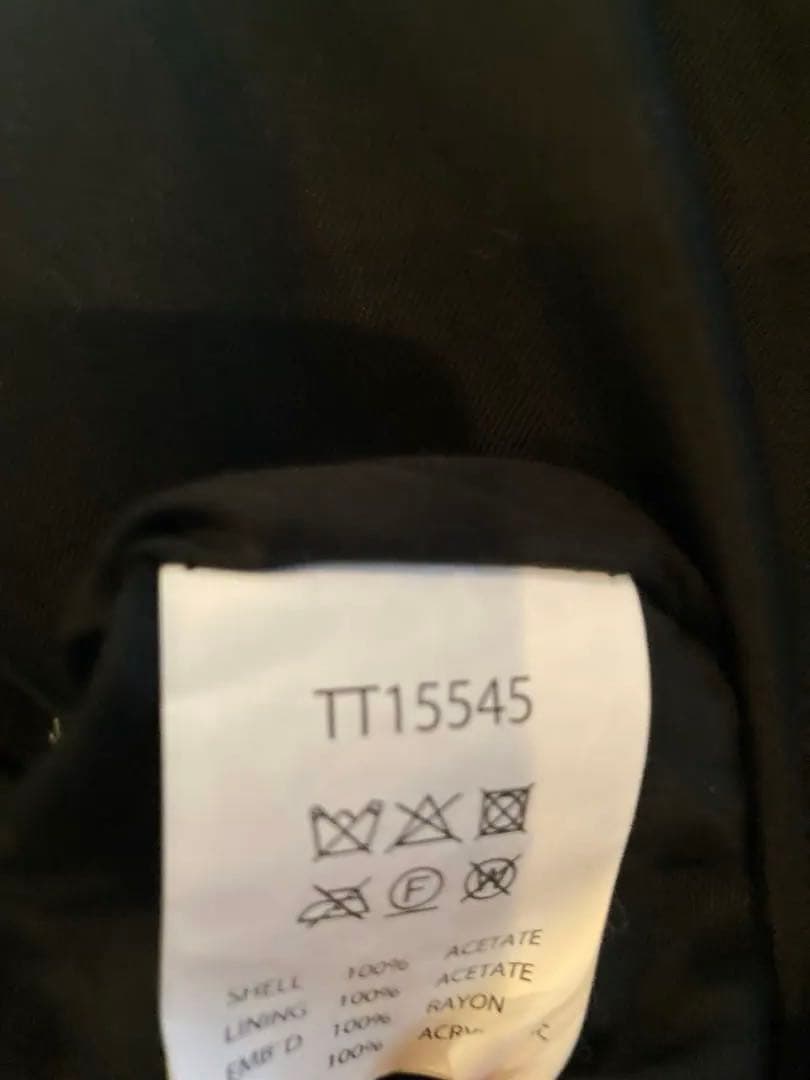 TT15545
F W
SHELL 100% ACETATE
LINING 100% ACETATE
EMB'D 100% RAYON
100%